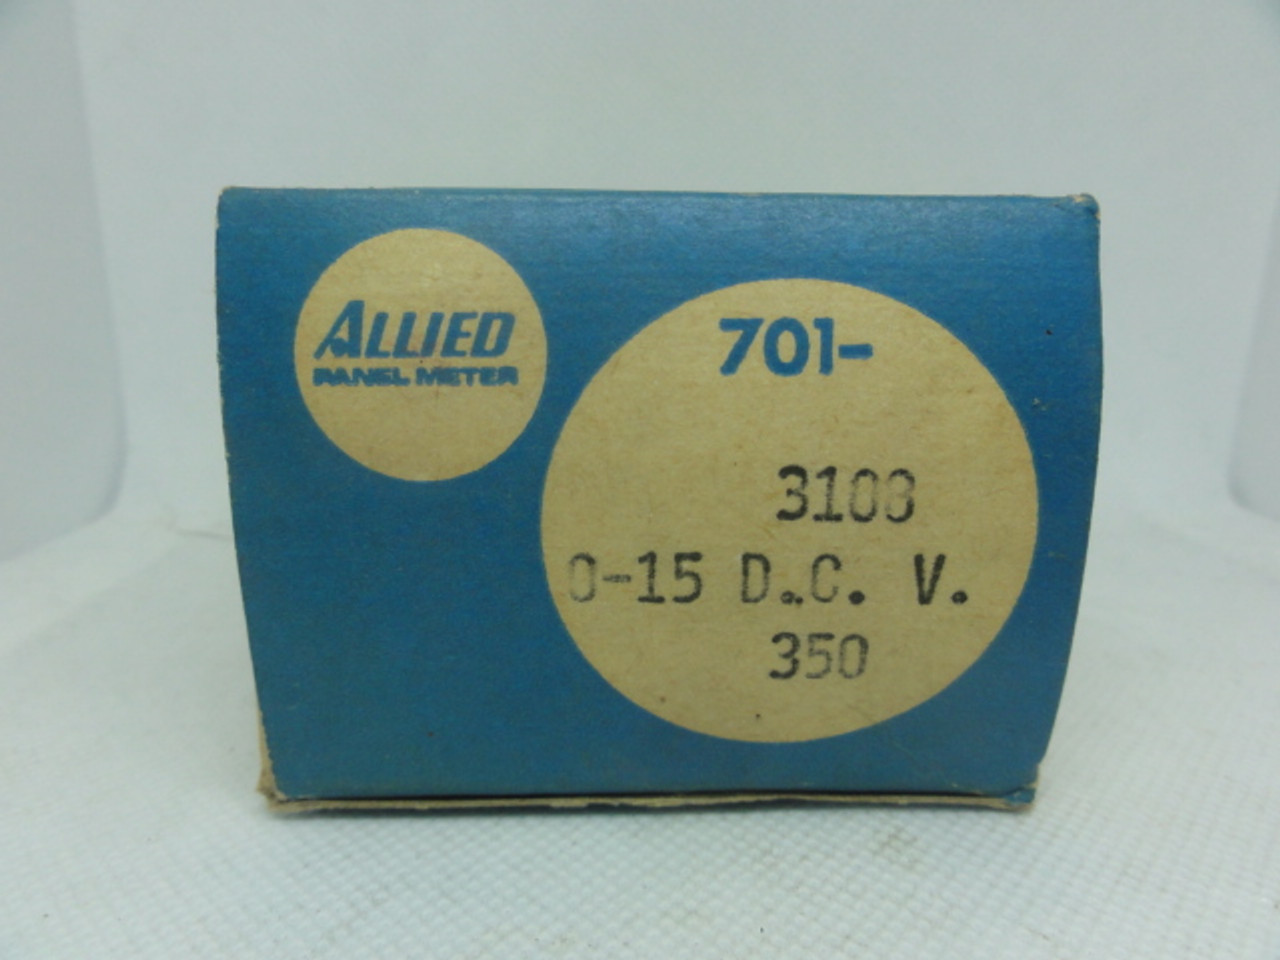 ALLIED
PANEL METER
701-
3108
0-15 D.C. V.
350